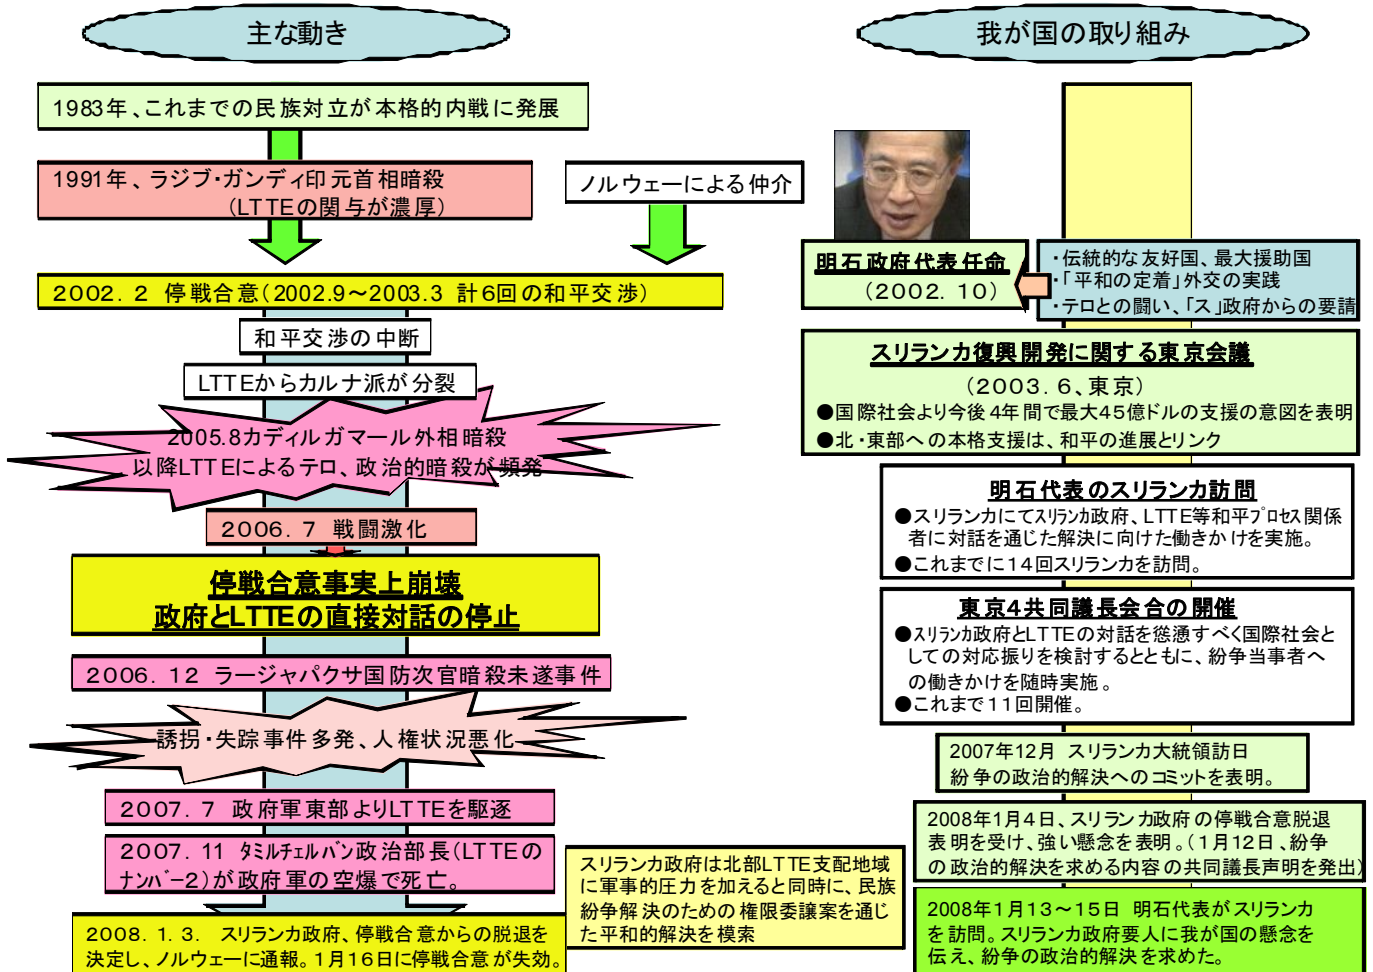 主な動き
1983年、これまでの民族対立が本格的内戦に発展
1991年、ラジブ・ガンディ印元首相暗殺
(LTTEの関与が濃厚)
ノルウェーによる仲介
2002. 2 停戦合意(2002.9～2003.3 計6回の和平交渉)
和平交渉の中断
LTTEからカルナ派が分裂
2005.8カディルガマール外相暗殺
以降LTTEによるテロ、政治的暗殺が頻発
2006. 7 戦闘激化
停戦合意事実上崩壊
政府とLTTEの直接対話の停止
2006. 12 ラージャパクサ国防次官暗殺未遂事件
誘拐・失踪事件多発、人権状況悪化
2007. 7 政府軍東部よりLTTEを駆逐
2007. 11 ﾀﾐﾙﾁｪﾙﾊﾞﾝ政治部長(LTTEの
ﾅﾝﾊﾞｰ2)が政府軍の空爆で死亡。
2008. 1. 3. スリランカ政府、停戦合意からの脱退を
決定し、ノルウェーに通報。1月16日に停戦合意が失効。
スリランカ政府は北部LTTE支配地域
に軍事的圧力を加えると同時に、民族
紛争解決のための権限委譲案を通じ
た平和的解決を模索
我が国の取り組み
明石政府代表任命
(2002. 10)
・伝統的な友好国、最大援助国
・「平和の定着」外交の実践
・テロとの闘い、「ス」政府からの要請
スリランカ復興開発に関する東京会議
(2003. 6、東京)
●国際社会より今後4年間で最大45億ドルの支援の意図を表明
●北・東部への本格支援は、和平の進展とリンク
明石代表のスリランカ訪問
●スリランカにてｽﾘﾗﾝｶ政府、LTTE等和平ﾌﾟﾛｾｽ関係
者に対話を通じた解決に向けた働きかけを実施。
●これまでに14回スリランカを訪問。
東京4共同議長会合の開催
●ｽﾘﾗﾝｶ政府とLTTEの対話を慫慂すべく国際社会と
しての対応振りを検討するとともに、紛争当事者へ
の働きかけを随時実施。
●これまで11回開催。
2007年12月 スリランカ大統領訪日
紛争の政治的解決へのコミットを表明。
2008年1月4日、スリランカ政府の停戦合意脱退
表明を受け、強い懸念を表明。(1月12日、紛争
の政治的解決を求める内容の共同議長声明を発出)
2008年1月13～15日 明石代表がスリランカ
を訪問。スリランカ政府要人に我が国の懸念を
伝え、紛争の政治的解決を求めた。